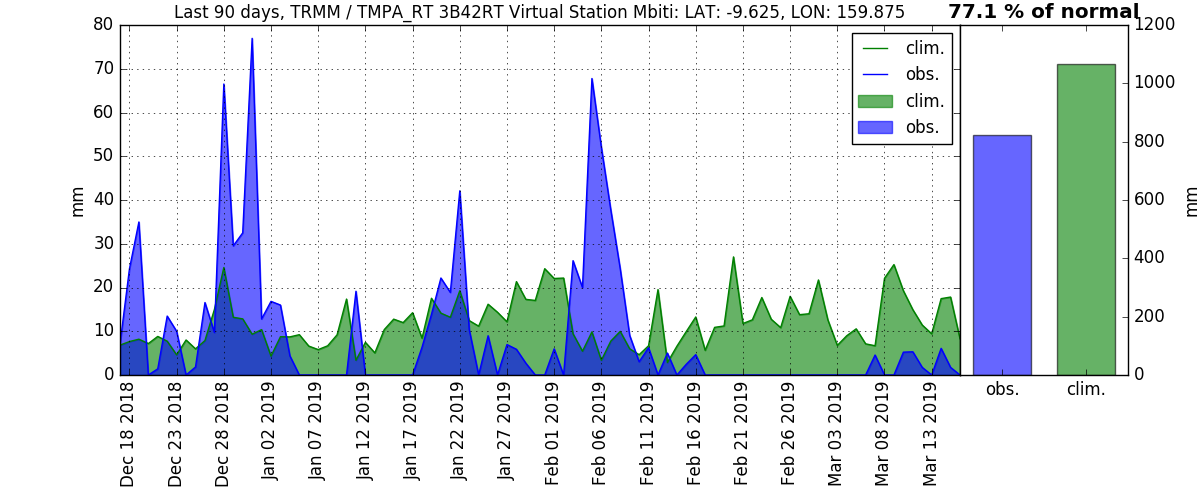 Last 90 days, TRMM / TMPA_RT 3B42RT Virtual Station Mbiti: LAT: -9.625, LON: 159.875
77.1 % of normal
80
70
60
50
40
30
20
10
0
mm
clim.
obs.
clim.
obs.
1200
1000
800
600
400
200
0
mm
Dec 18 2018
Dec 23 2018
Dec 28 2018
Jan 02 2019
Jan 07 2019
Jan 12 2019
Jan 17 2019
Jan 22 2019
Jan 27 2019
Feb 01 2019
Feb 06 2019
Feb 11 2019
Feb 16 2019
Feb 21 2019
Feb 26 2019
Mar 03 2019
Mar 08 2019
Mar 13 2019
obs.
clim.